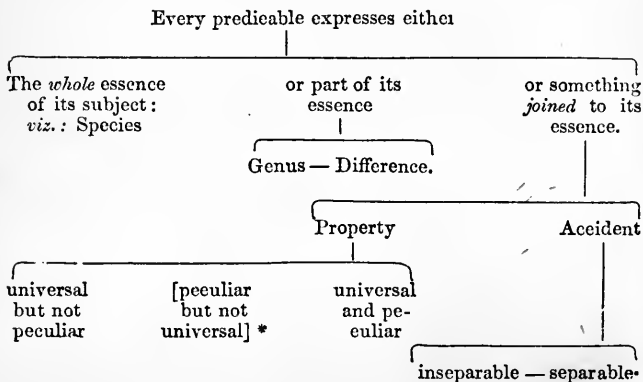 Every predicable expresses either
The whole essence of its subject: viz.: Species
or part of its essence
or something joined to its essence.
Genus — Difference.
Property
Accident
universal but not peculiar
[peculiar but not universal] *
universal and pe-culiar
inseparable — separable.